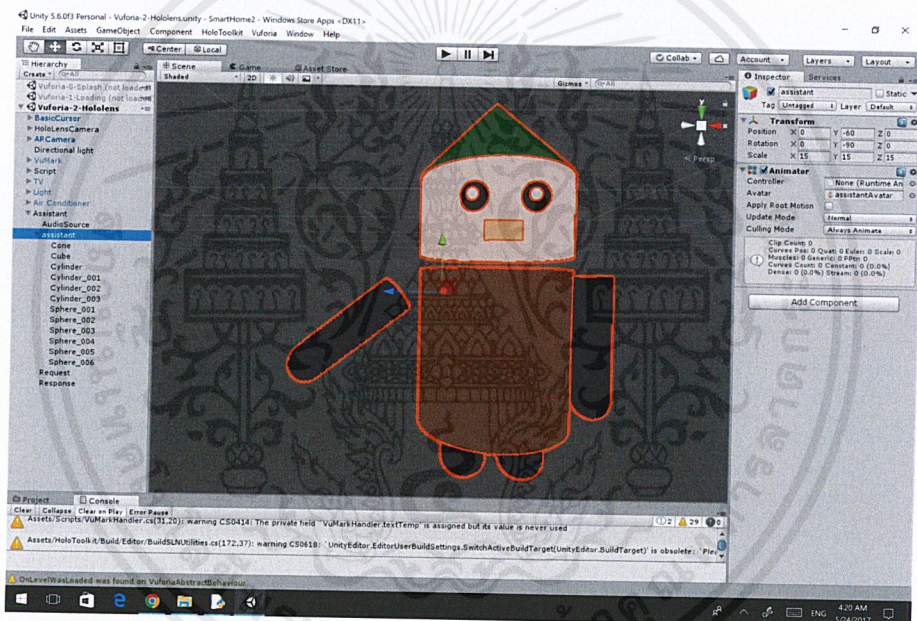 Unity 5.6.0f3 Personal - Vuforia-2-Hololens.unity - SmartHome2 - Windows Store Apps <DX11>
File Edit Assets GameObject Component HoloToolkit Vuforia Window Help
Center Local
Collab
Account
Layers
Layout
Hierarchy
Create
All
Vuforia-0-Splash (not loaded)
Vuforia-1-Loading (not loaded)
Vuforia-2-Hololens
BasicCursor
HoloLensCamera
ARCamera
Directional light
VuMark
Script
TV
Light
Air Conditioner
Assistant
AudioSource
assistant
Cone
Cube
Cylinder
Cylinder_001
Cylinder_002
Cylinder_003
Sphere_001
Sphere_002
Sphere_003
Sphere_004
Sphere_005
Sphere_006
Request
Response
Scene Game Asset Store
Shaded 2D Gizmos All
y
x
Persp
Inspector Services
assistant Static
Tag Untagged Layer Default
Transform
Position X 0 Y -60 Z 0
Rotation X 0 Y -90 Z 0
Scale X 15 Y 15 Z 15
Animator
Controller None (Runtime An
Avatar assistantAvatar
Apply Root Motion
Update Mode Normal
Culling Mode Always Animate
Clip Count: 0
Curves Pos: 0 Quat: 0 Euler: 0 Scale: 0
Muscles: 0 Generic: 0 PPtr: 0
Curves Count: 0 Constant: 0 (0.0%)
Dense: 0 (0.0%) Stream: 0 (0.0%)
Add Component
Project Console
Clear Collapse Clear on Play Error Pause
2 29 0
Assets/Scripts/VuMarkHandler.cs(31,20): warning CS0414: The private field `VuMarkHandler.textTemp' is assigned but its value is never used
Assets/HoloToolkit/Build/Editor/BuildSLNUtilities.cs(172,37): warning CS0618: `UnityEditor.EditorUserBuildSettings.SwitchActiveBuildTarget(UnityEditor.BuildTarget)' is obsolete: `Plea
OnLevelWasLoaded was found on VuforiaAbstractBehaviour
ENG
4:20 AM
5/24/2017